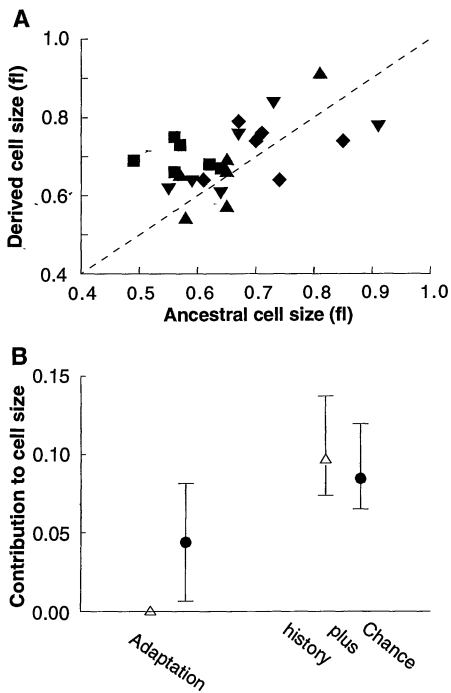 A
Derived cell size (fl)
1.0
0.8
0.6
0.4
0.4 0.5 0.6 0.7 0.8 0.9 1.0
Ancestral cell size (fl)
B
Contribution to cell size
0.15
0.10
0.05
0.00
Adaptation
history
plus
Chance